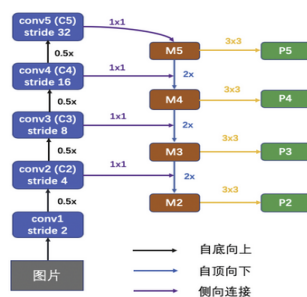 conv5 (C5)
stride 32
1x1
M5
3x3
P5
0.5x
2x
conv4 (C4)
stride 16
1x1
M4
3x3
P4
0.5x
2x
conv3 (C3)
stride 8
1x1
M3
3x3
P3
0.5x
2x
conv2 (C2)
stride 4
1x1
M2
3x3
P2
0.5x
conv1
stride 2
图片
自底向上
自顶向下
侧向连接